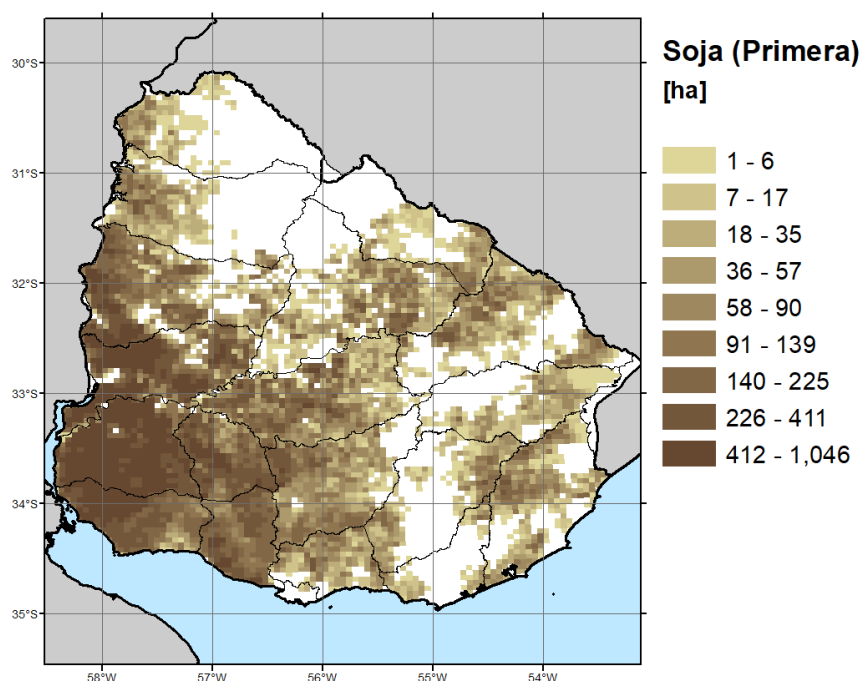 Soja (Primera)
[ha]
1 - 6
7 - 17
18 - 35
36 - 57
58 - 90
91 - 139
140 - 225
226 - 411
412 - 1,046
30°S
31°S
32°S
33°S
34°S
35°S
58°W 57°W 56°W 55°W 54°W